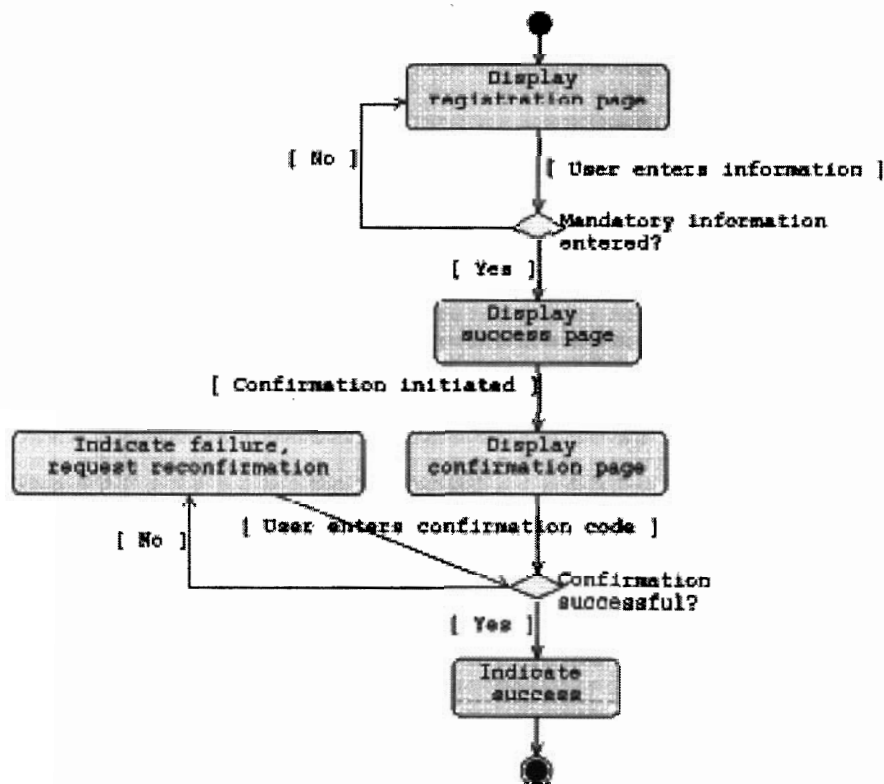 Display
registration page
[ No ]
[ User enters information ]
Mandatory information
entered?
[ Yes ]
Display
success page
[ Confirmation initiated ]
Indicate failure,
request reconfirmation
Display
confirmation page
[ User enters confirmation code ]
[ No ]
Confirmation
successful?
[ Yes ]
Indicate
success